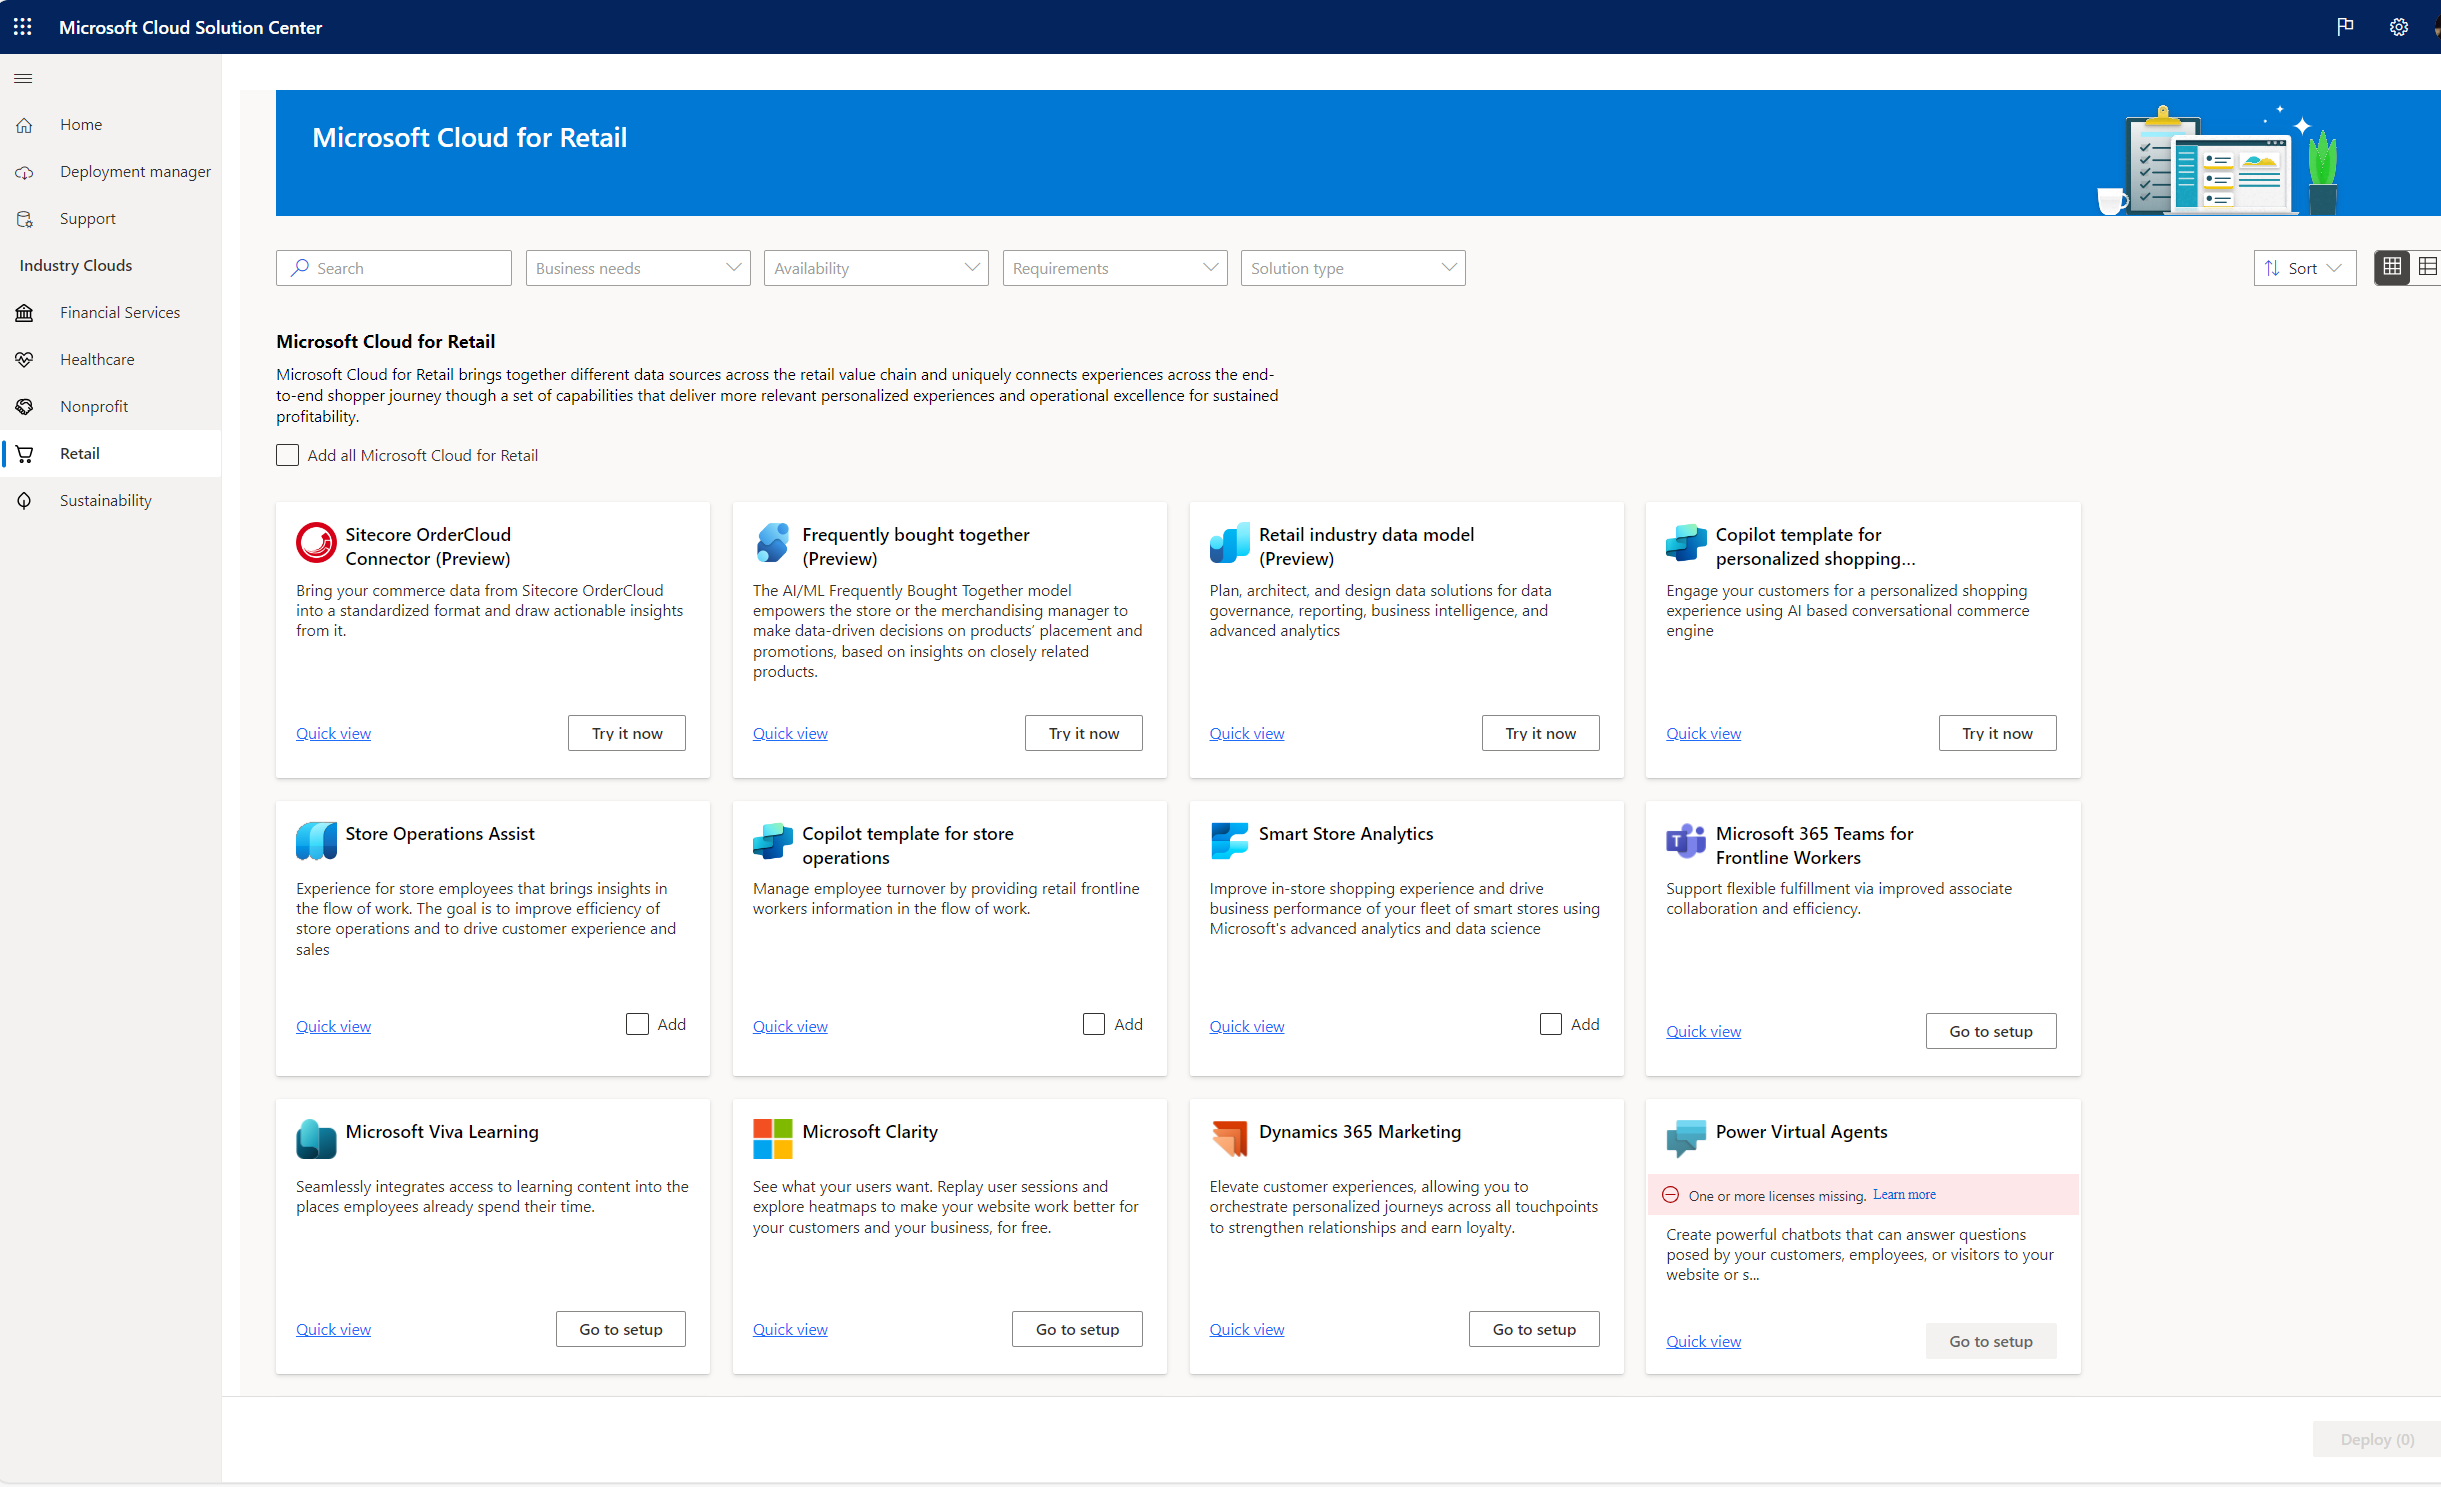 Microsoft Cloud Solution Center
Home
Deployment manager
Support
Industry Clouds
Financial Services
Healthcare
Nonprofit
Retail
Sustainability
Microsoft Cloud for Retail
Search
Business needs
Availability
Requirements
Solution type
Sort
Microsoft Cloud for Retail
Microsoft Cloud for Retail brings together different data sources across the retail value chain and uniquely connects experiences across the end-
to-end shopper journey though a set of capabilities that deliver more relevant personalized experiences and operational excellence for sustained
profitability.
Add all Microsoft Cloud for Retail
Sitecore OrderCloud
Connector (Preview)
Bring your commerce data from Sitecore OrderCloud
into a standardized format and draw actionable insights
from it.
Quick view
Try it now
Frequently bought together
(Preview)
The AI/ML Frequently Bought Together model
empowers the store or the merchandising manager to
make data-driven decisions on products' placement and
promotions, based on insights on closely related
products.
Quick view
Try it now
Retail industry data model
(Preview)
Plan, architect, and design data solutions for data
governance, reporting, business intelligence, and
advanced analytics
Quick view
Try it now
Copilot template for
personalized shopping...
Engage your customers for a personalized shopping
experience using AI based conversational commerce
engine
Quick view
Try it now
Store Operations Assist
Experience for store employees that brings insights in
the flow of work. The goal is to improve efficiency of
store operations and to drive customer experience and
sales
Quick view
Add
Copilot template for store
operations
Manage employee turnover by providing retail frontline
workers information in the flow of work.
Quick view
Add
Smart Store Analytics
Improve in-store shopping experience and drive
business performance of your fleet of smart stores using
Microsoft's advanced analytics and data science
Quick view
Add
Microsoft 365 Teams for
Frontline Workers
Support flexible fulfillment via improved associate
collaboration and efficiency.
Quick view
Go to setup
Microsoft Viva Learning
Seamlessly integrates access to learning content into the
places employees already spend their time.
Quick view
Go to setup
Microsoft Clarity
See what your users want. Replay user sessions and
explore heatmaps to make your website work better for
your customers and your business, for free.
Quick view
Go to setup
Dynamics 365 Marketing
Elevate customer experiences, allowing you to
orchestrate personalized journeys across all touchpoints
to strengthen relationships and earn loyalty.
Quick view
Go to setup
Power Virtual Agents
One or more licenses missing. Learn more
Create powerful chatbots that can answer questions
posed by your customers, employees, or visitors to your
website or s...
Quick view
Go to setup
Deploy (0)